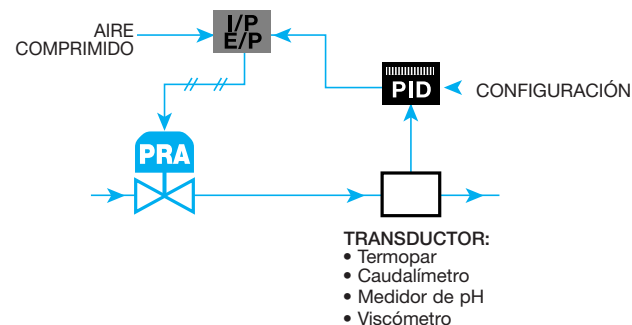 AIRE
COMPRIMIDO
I/P
E/P
PID
CONFIGURACIÓN
PRA
TRANSDUCTOR:
• Termopar
• Caudalímetro
• Medidor de pH
• Viscómetro